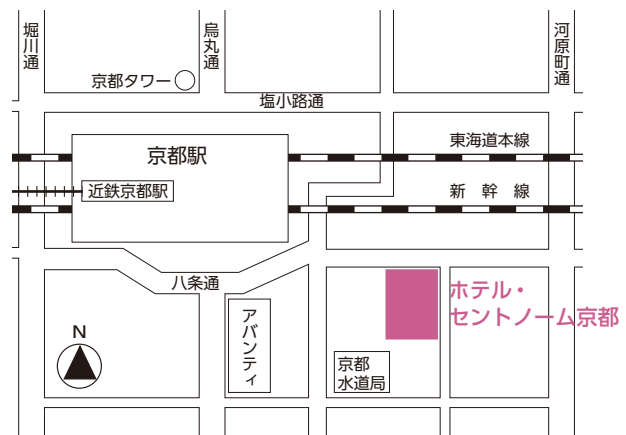 堀川通
烏丸通
河原町通
京都タワー
塩小路通
京都駅
東海道本線
近鉄京都駅
新幹線
八条通
ホテル・
セントノーム京都
アバンティ
N
京都
水道局